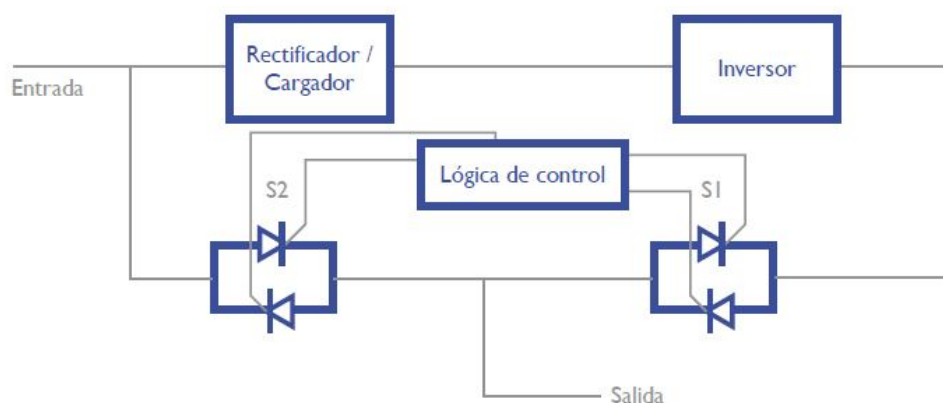 Rectificador /
Cargador
Inversor
Entrada
Lógica de control
S2
S1
Salida